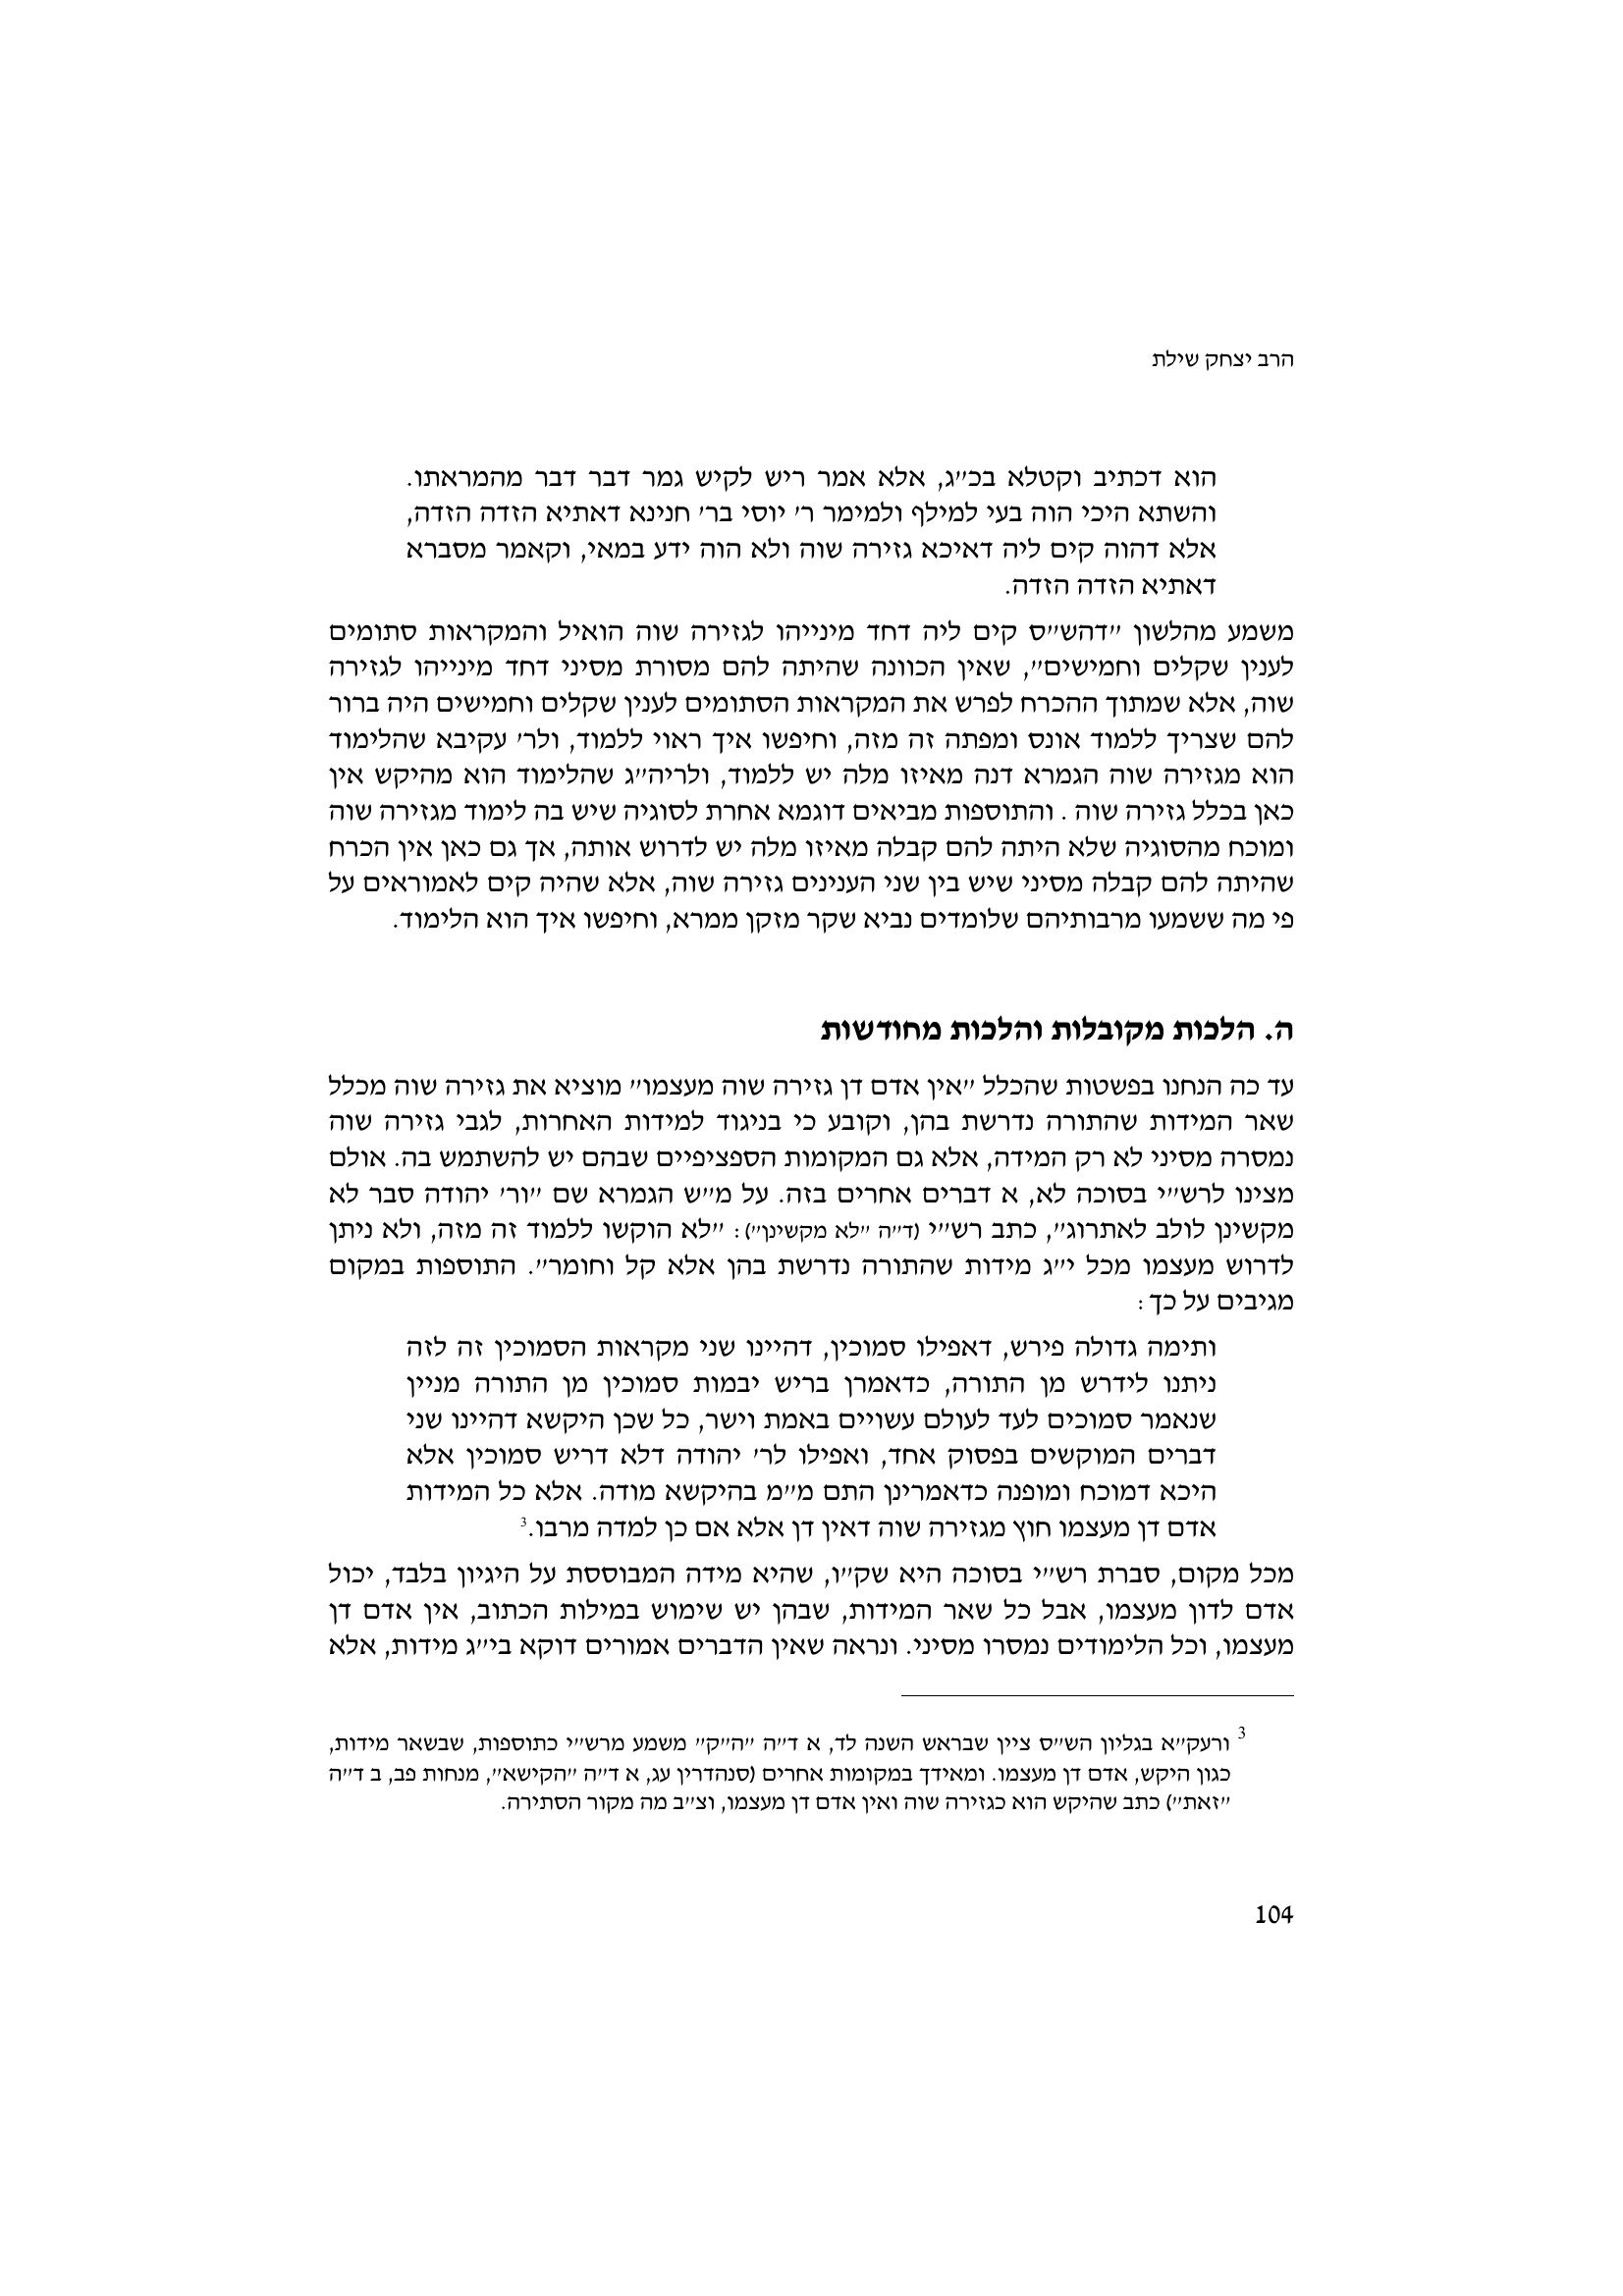 הרב יצחק שילת
הוא דכתיב וקטלא בכ״ג, אלא אמר ריש לקיש גמר דבר דבר מהמראתו.
והשתא היכי הוה בעי למילף ולמימר ר׳ יוסי בר׳ חנינא דאתיא הזדה הזדה,
אלא דהוה קים ליה דאיכא גזירה שוה ולא הוה ידע במאי, וקאמר מסברא
דאתיא הזדה הזדה.
משמע מהלשון ״דהש״ס קים ליה דחד מינייהו לגזירה שוה הואיל והמקראות סתומים
לענין שקלים וחמישים״, שאין הכוונה שהיתה להם מסורת מסיני דחד מינייהו לגזירה
שוה, אלא שמתוך ההכרח לפרש את המקראות הסתומים לענין שקלים וחמישים היה ברור
להם שצריך ללמוד אונס ומפתה זה מזה, וחיפשו איך ראוי ללמוד, ולר׳ עקיבא שהלימוד
הוא מגזירה שוה הגמרא דנה מאיזו מלה יש ללמוד, ולריה״ג שהלימוד הוא מהיקש אין
כאן בכלל גזירה שוה . והתוספות מביאים דוגמא אחרת לסוגיה שיש בה לימוד מגזירה שוה
ומוכח מהסוגיה שלא היתה להם קבלה מאיזו מלה יש לדרוש אותה, אך גם כאן אין הכרח
שהיתה להם קבלה מסיני שיש בין שני הענינים גזירה שוה, אלא שהיה קים לאמוראים על
פי מה ששמעו מרבותיהם שלומדים נביא שקר מזקן ממרא, וחיפשו איך הוא הלימוד.
ה. הלכות מקובלות והלכות מחודשות
עד כה הנחנו בפשטות שהכלל ״אין אדם דן גזירה שוה מעצמו״ מוציא את גזירה שוה מכלל
שאר המידות שהתורה נדרשת בהן, וקובע כי בניגוד למידות האחרות, לגבי גזירה שוה
נמסרה מסיני לא רק המידה, אלא גם המקומות הספציפיים שבהם יש להשתמש בה. אולם
מצינו לרש״י בסוכה לא, א דברים אחרים בזה. על מ״ש הגמרא שם ״ור׳ יהודה סבר לא
מקשינן לולב לאתרוג״, כתב רש״י (ד״ה ״לא מקשינן״): ״לא הוקשו ללמוד זה מזה, ולא ניתן
לדרוש מעצמו מכל י״ג מידות שהתורה נדרשת בהן אלא קל וחומר״. התוספות במקום
מגיבים על כך:
ותימה גדולה פירש, דאפילו סמוכין, דהיינו שני מקראות הסמוכין זה לזה
ניתנו לידרש מן התורה, כדאמרן בריש יבמות סמוכין מן התורה מניין
שנאמר סמוכים לעד לעולם עשויים באמת וישר, כל שכן היקשא דהיינו שני
דברים המוקשים בפסוק אחד, ואפילו לר׳ יהודה דלא דריש סמוכין אלא
היכא דמוכח ומופנה כדאמרינן התם מ״מ בהיקשא מודה. אלא כל המידות
אדם דן מעצמו חוץ מגזירה שוה דאין דן אלא אם כן למדה מרבו.3
מכל מקום, סברת רש״י בסוכה היא שק״ו, שהיא מידה המבוססת על היגיון בלבד, יכול
אדם לדון מעצמו, אבל כל שאר המידות, שבהן יש שימוש במילות הכתוב, אין אדם דן
מעצמו, וכל הלימודים נמסרו מסיני. ונראה שאין הדברים אמורים דוקא בי״ג מידות, אלא
3 ורעק״א בגליון הש״ס ציין שבראש השנה לד, א ד״ה ״ה״ק״ משמע מרש״י כתוספות, שבשאר מידות,
כגון היקש, אדם דן מעצמו. ומאידך במקומות אחרים (סנהדרין עג, א ד״ה ״הקישא״, מנחות פב, ב ד״ה
״זאת״) כתב שהיקש הוא כגזירה שוה ואין אדם דן מעצמו, וצ״ב מה מקור הסתירה.
104